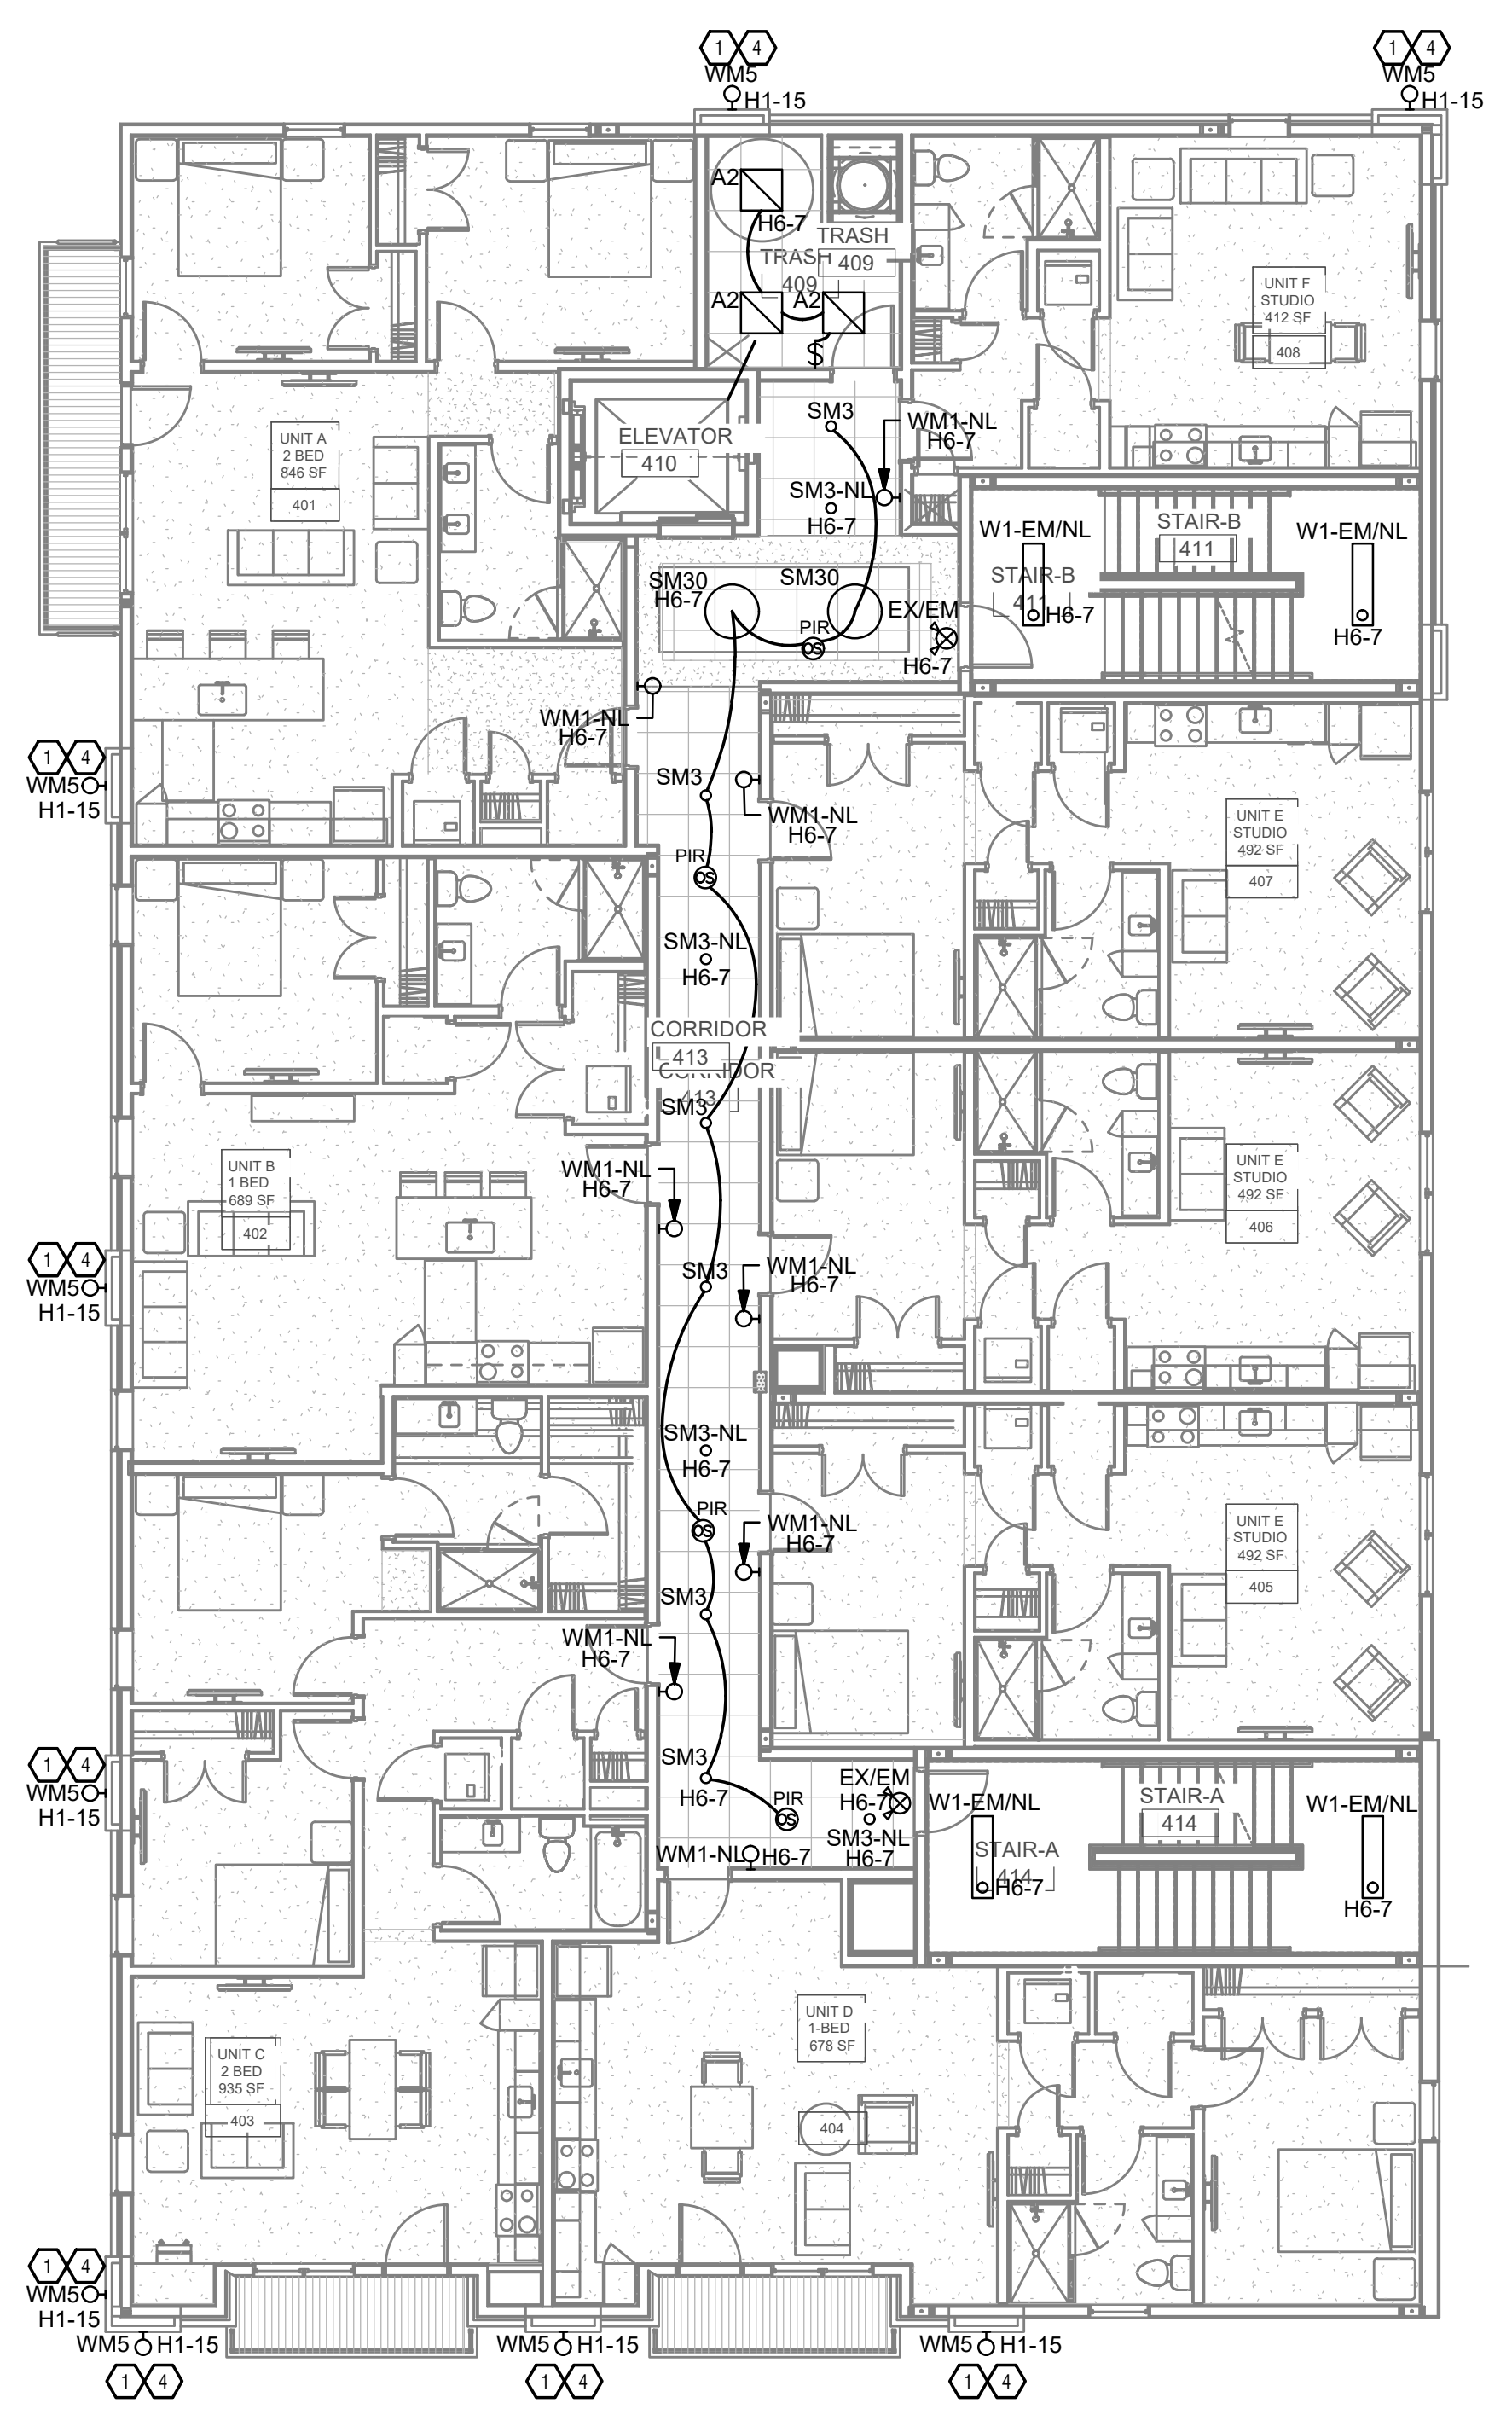 1 4
WM5
H1-15
1 4
WM5
H1-15
A2
H6-7
TRASH
409
TRASH
409
A2
A2
$
UNIT F
STUDIO
412 SF
408
SM3
WM1-NL
H6-7
ELEVATOR
410
UNIT A
2 BED
846 SF
401
SM3-NL
H6-7
W1-EM/NL
STAIR-B
411
W1-EM/NL
STAIR-B
H6-7
H6-7
SM30
H6-7
SM30
PIR
OS
EX/EM
H6-7
WM1-NL
H6-7
1 4
WM5
H1-15
SM3
WM1-NL
H6-7
UNIT E
STUDIO
492 SF
407
PIR
OS
SM3-NL
H6-7
CORRIDOR
413
CORRIDOR
413
SM3
UNIT B
1 BED
689 SF
402
WM1-NL
H6-7
UNIT E
STUDIO
492 SF
406
1 4
WM5
H1-15
SM3
WM1-NL
H6-7
SM3-NL
H6-7
PIR
OS
WM1-NL
H6-7
UNIT E
STUDIO
492 SF
405
SM3
WM1-NL
H6-7
1 4
WM5
H1-15
SM3
H6-7
PIR
OS
EX/EM
H6-7
SM3-NL
H6-7
WM1-NL
H6-7
W1-EM/NL
STAIR-A
414
W1-EM/NL
STAIR-A
414
H6-7
H6-7
UNIT D
1-BED
678 SF
404
UNIT C
2 BED
935 SF
403
1 4
WM5
H1-15
WM5
H1-15
1 4
WM5
H1-15
1 4
WM5
H1-15
1 4